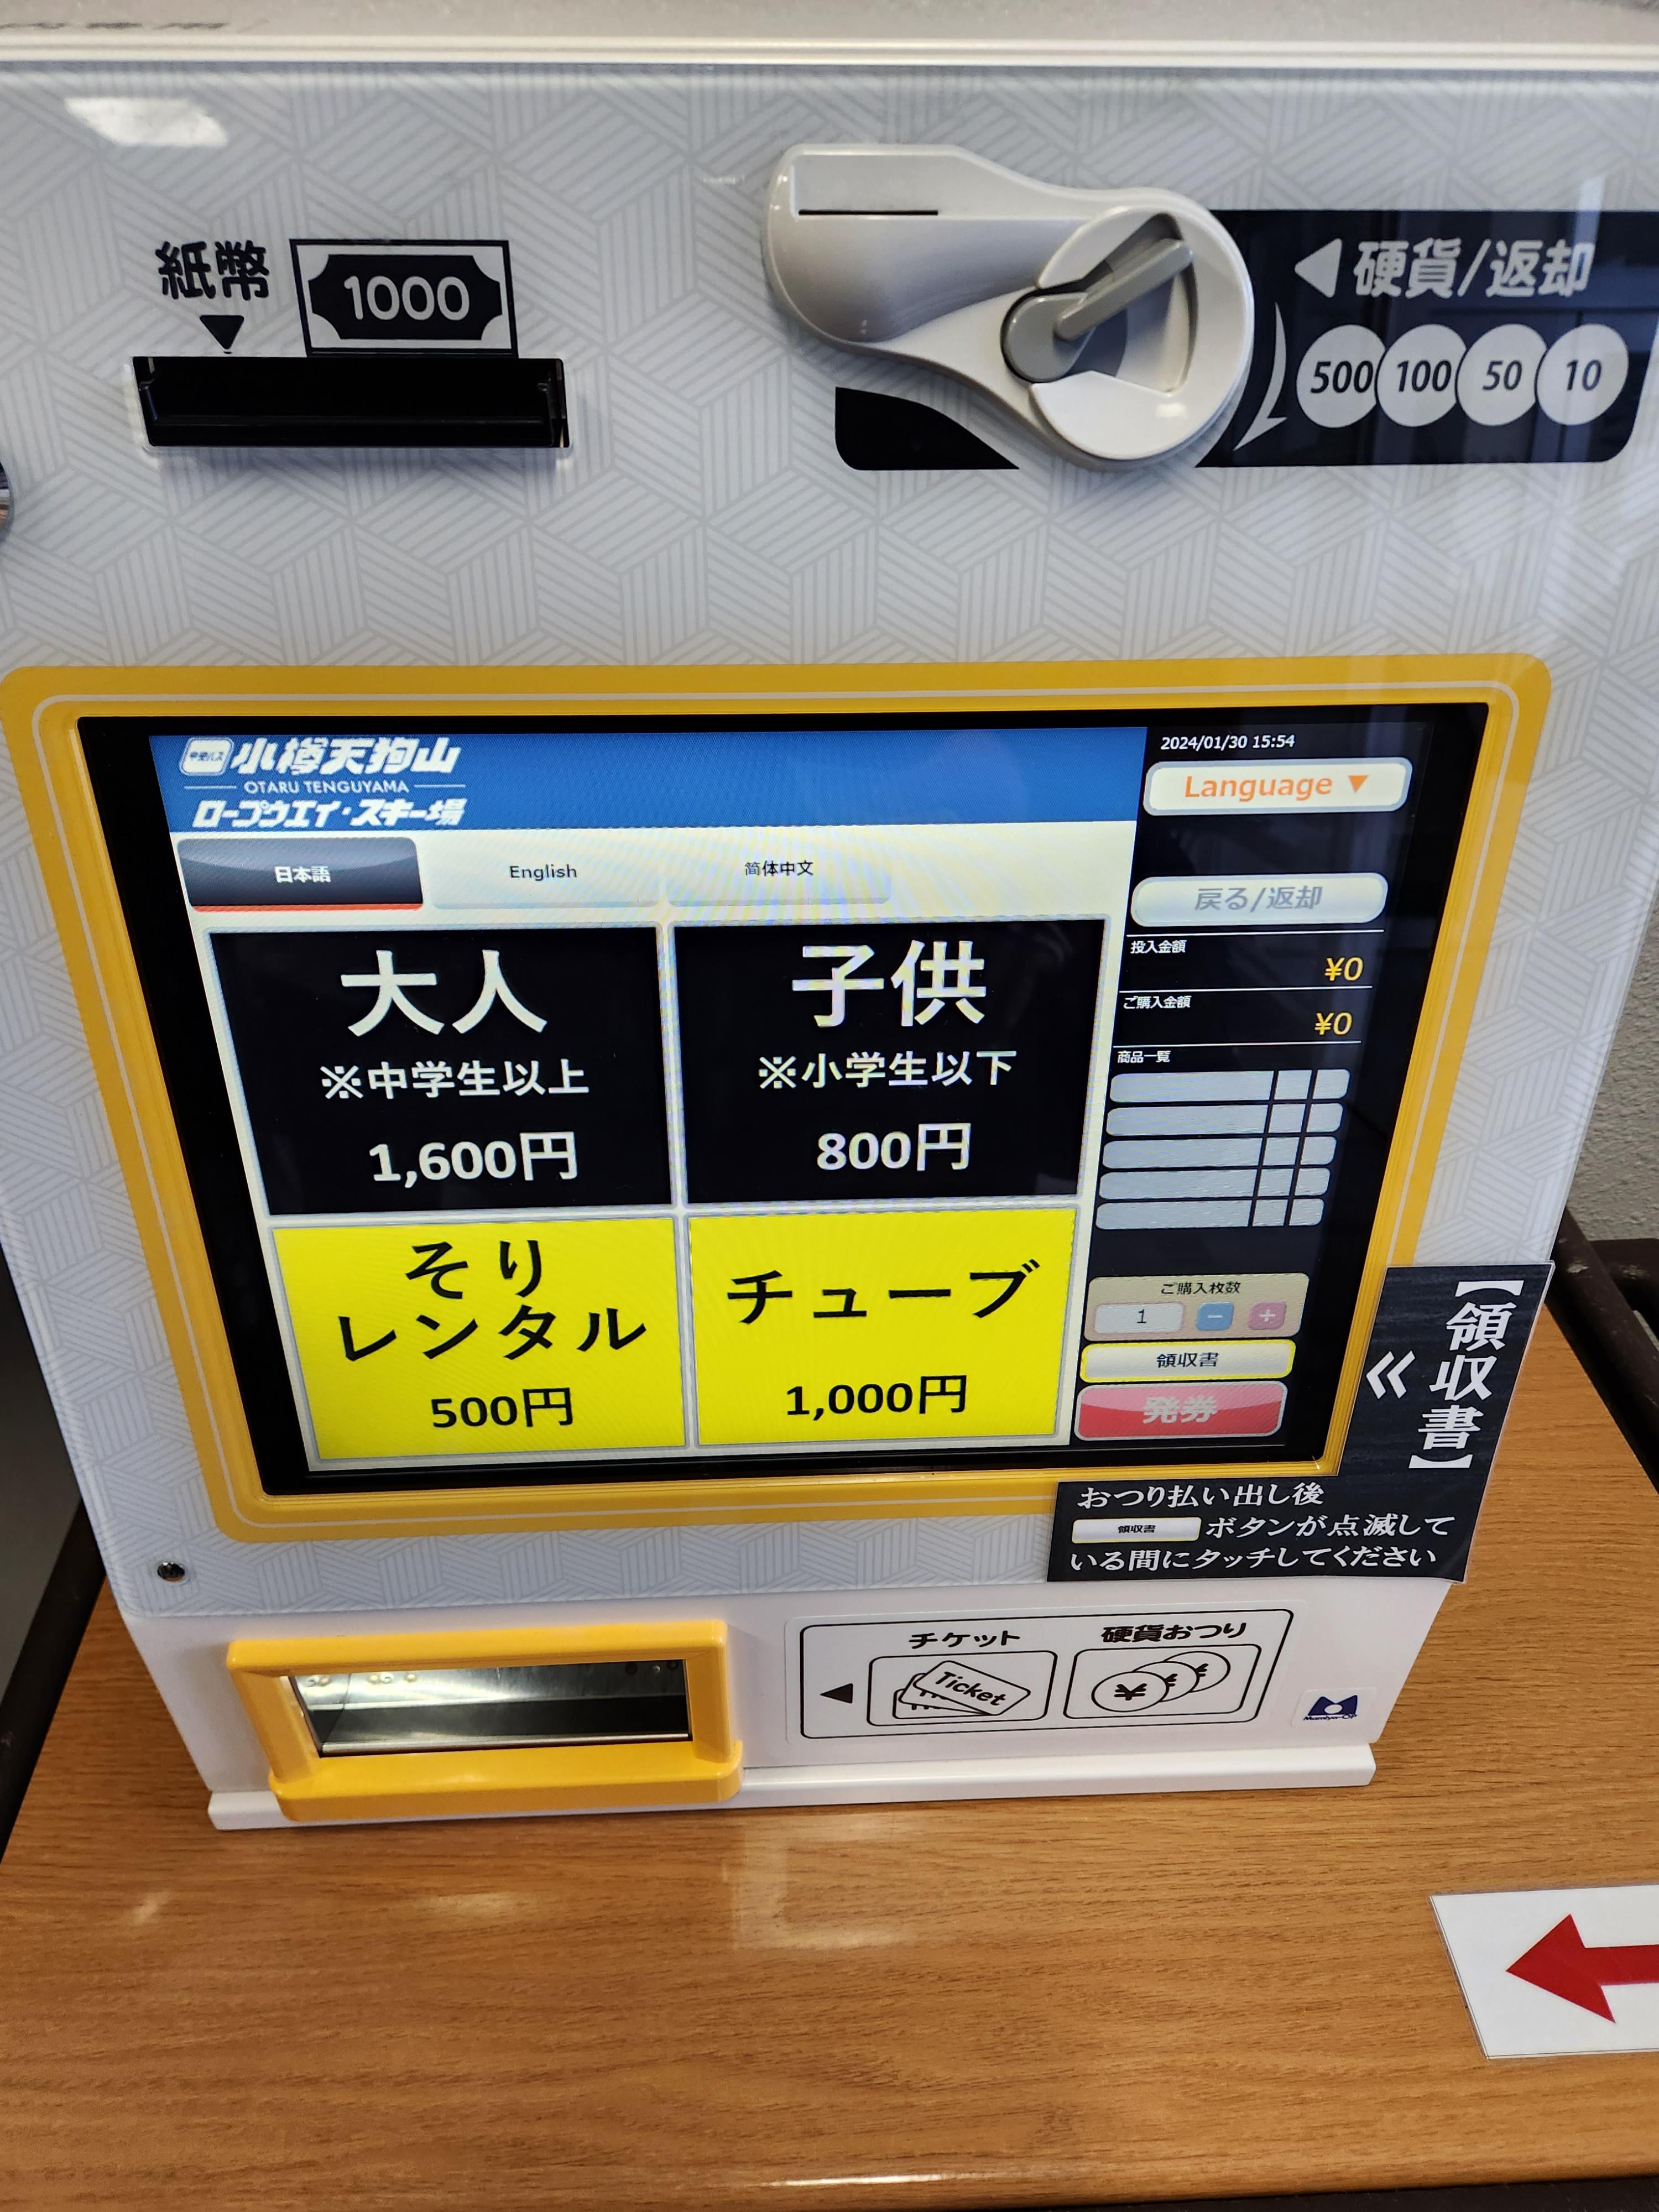 紙幣
1000
硬貨/返却
500 100 50 10
中央バス
小樽天狗山
OTARU TENGUYAMA
ロープウエイ・スキー場
2024/01/30 15:54
Language ▼
日本語
English
简体中文
戻る/返却
投入金額
¥0
ご購入金額
¥0
商品一覧
大人
※中学生以上
1,600円
子供
※小学生以下
800円
そり
レンタル
500円
チューブ
1,000円
ご購入枚数
1 − +
領収書
発券
【領収書】
おつり払い出し後
領収書 ボタンが点滅して
いる間にタッチしてください
チケット
Ticket
硬貨おつり
¥ ¥ ¥
Mamiya-OP